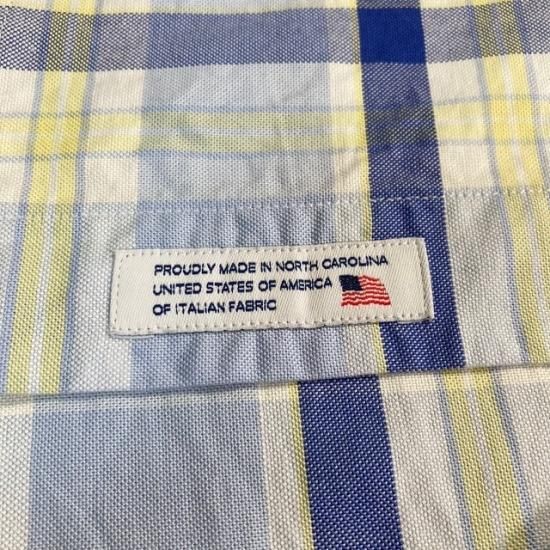 PROUDLY MADE IN NORTH CAROLINA
UNITED STATES OF AMERICA
OF ITALIAN FABRIC